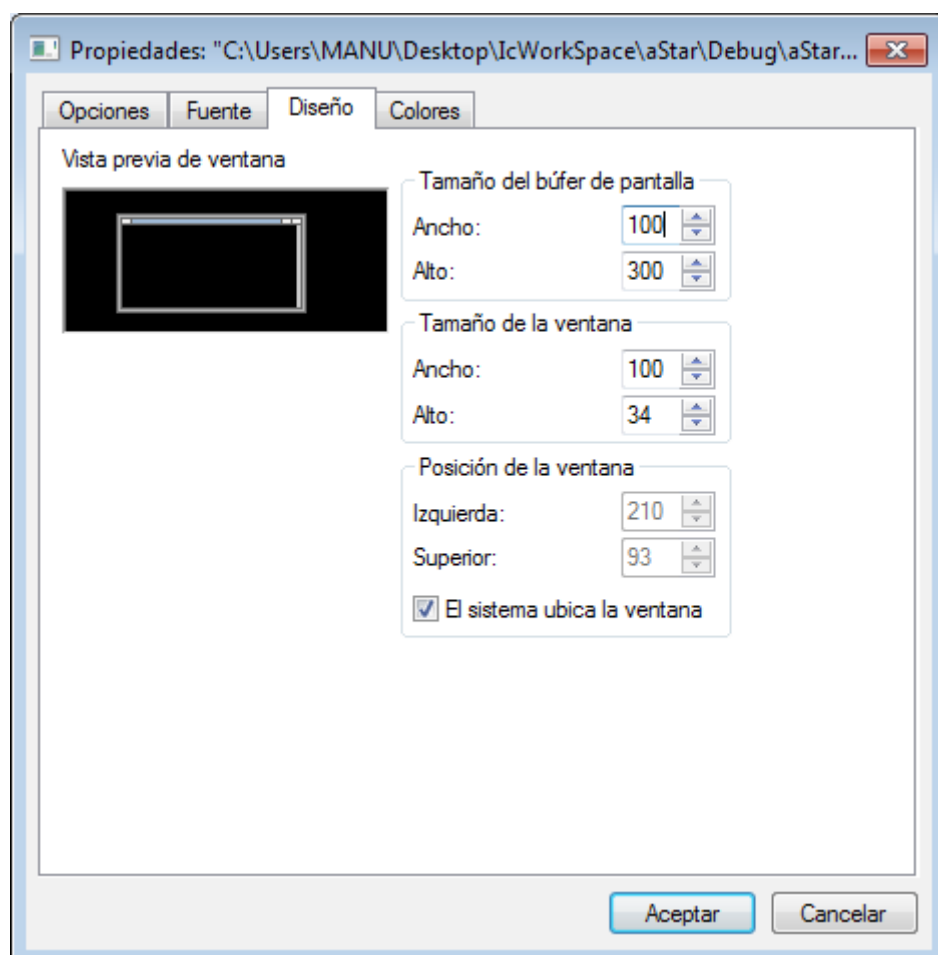 Propiedades: "C:\Users\MANU\Desktop\IcWorkSpace\aStar\Debug\aStar...
Opciones Fuente Diseño Colores
Vista previa de ventana
Tamaño del búfer de pantalla
Ancho: 100
Alto: 300
Tamaño de la ventana
Ancho: 100
Alto: 34
Posición de la ventana
Izquierda: 210
Superior: 93
El sistema ubica la ventana
Aceptar Cancelar